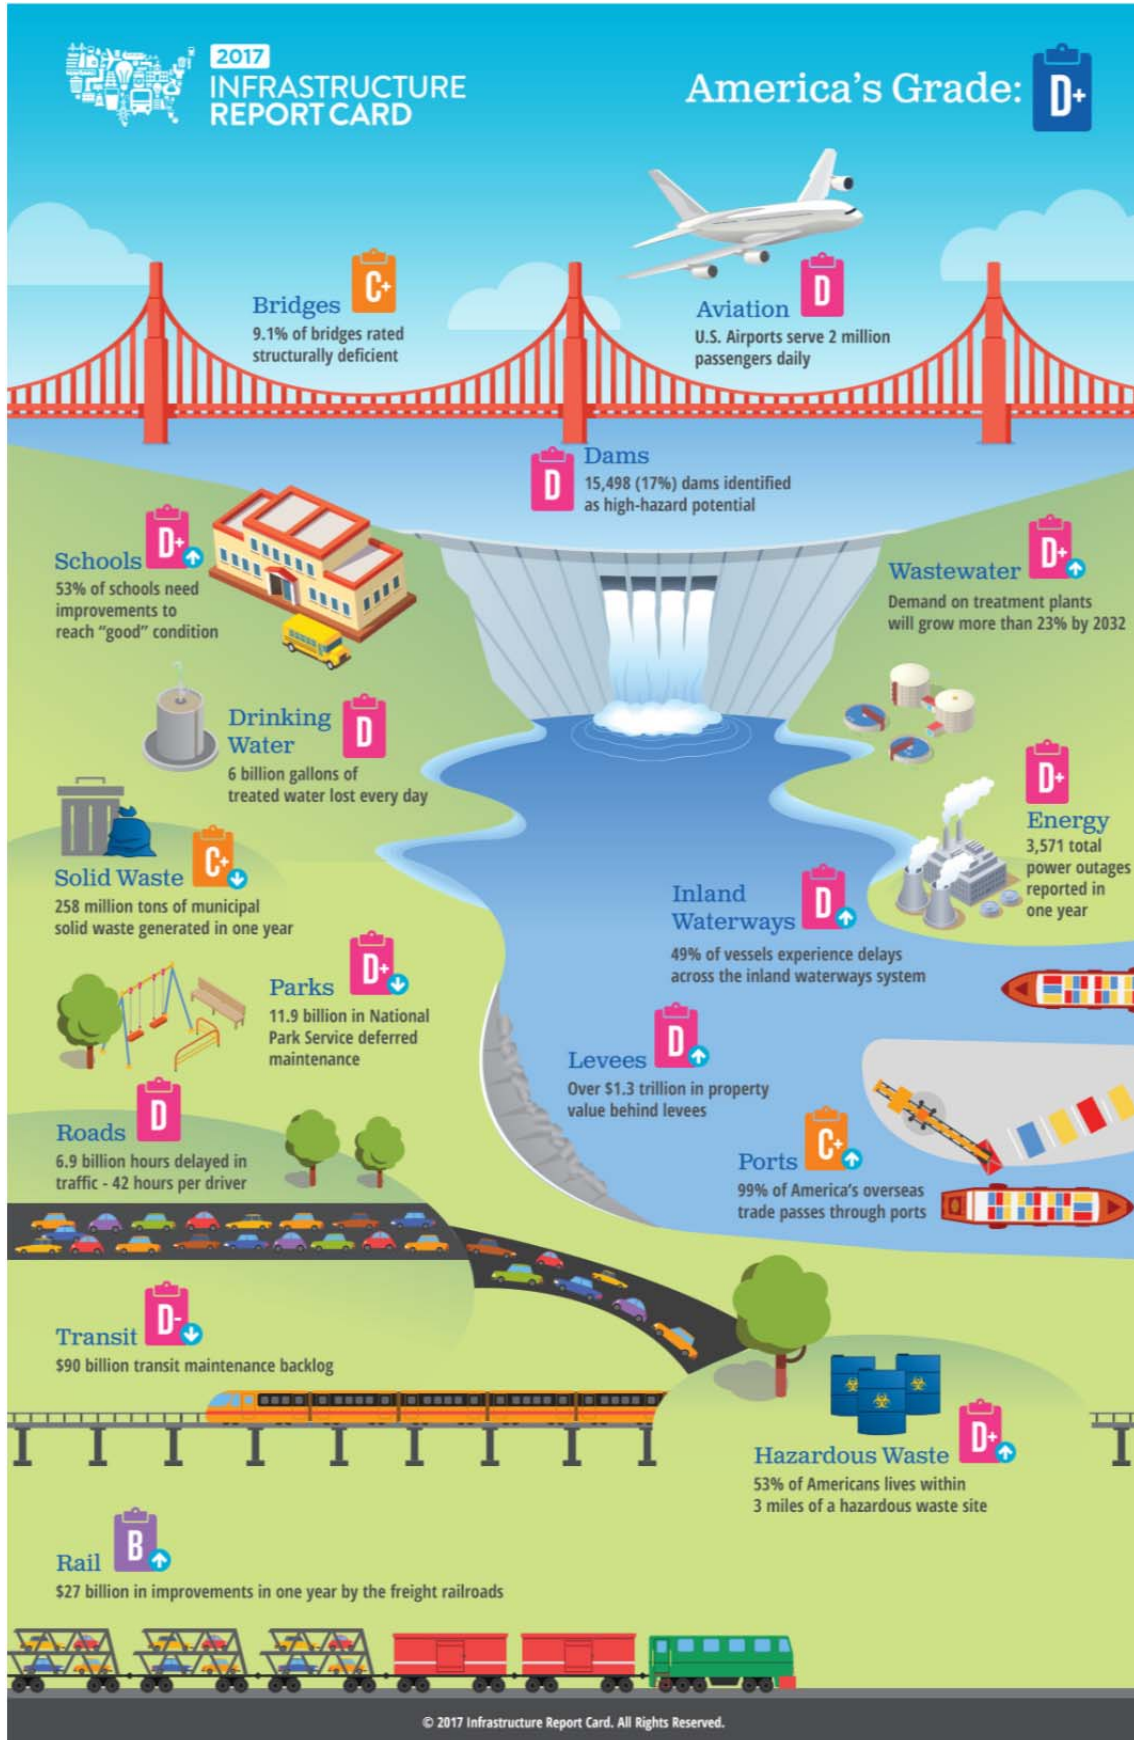 2017
INFRASTRUCTURE
REPORT CARD
America's Grade: D+
Bridges C+
9.1% of bridges rated
structurally deficient
Aviation D
U.S. Airports serve 2 million
passengers daily
Dams
D
15,498 (17%) dams identified
as high-hazard potential
Schools D+
53% of schools need
improvements to
reach “good” condition
Wastewater D+
Demand on treatment plants
will grow more than 23% by 2032
Drinking
Water
D
6 billion gallons of
treated water lost every day
D+
Energy
3,571 total
power outages
reported in
one year
Solid Waste C+
258 million tons of municipal
solid waste generated in one year
Inland
Waterways
D
49% of vessels experience delays
across the inland waterways system
Parks D+
11.9 billion in National
Park Service deferred
maintenance
Levees D
Over $1.3 trillion in property
value behind levees
Roads D
6.9 billion hours delayed in
traffic - 42 hours per driver
Ports C+
99% of America's overseas
trade passes through ports
Transit D-
$90 billion transit maintenance backlog
Hazardous Waste D+
53% of Americans lives within
3 miles of a hazardous waste site
Rail B
$27 billion in improvements in one year by the freight railroads
© 2017 Infrastructure Report Card. All Rights Reserved.